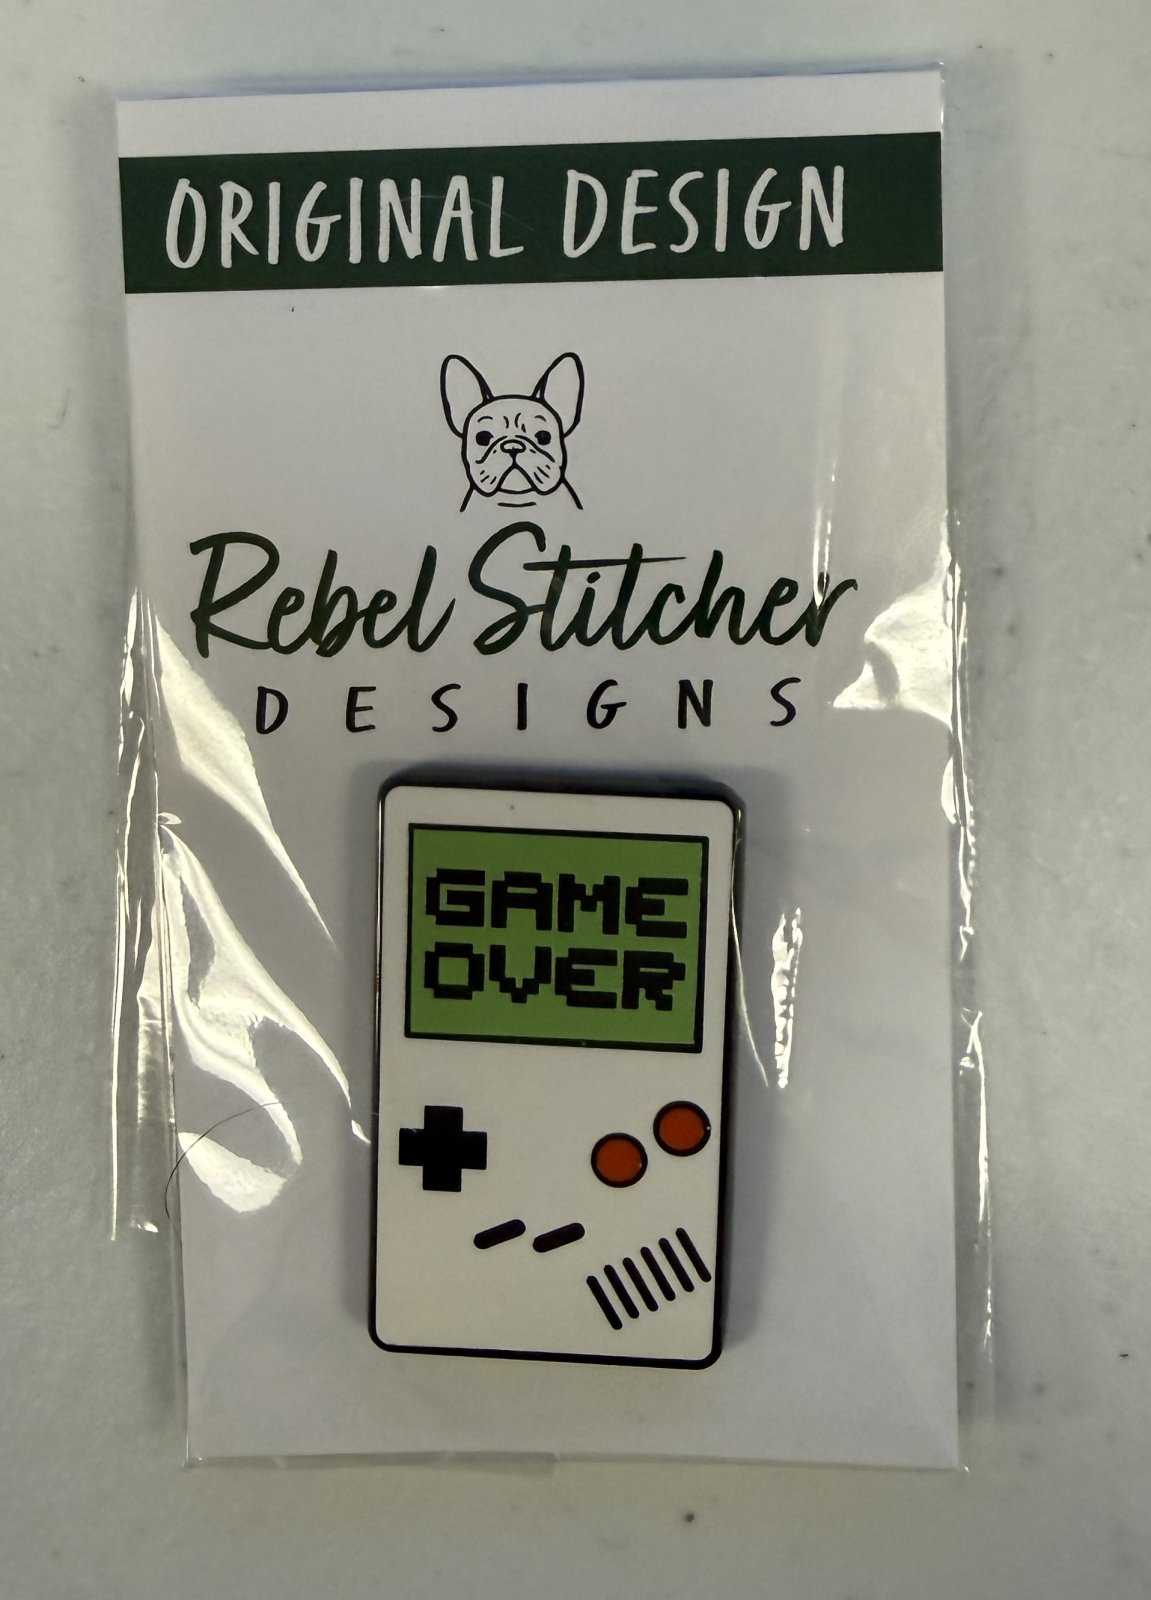 ORIGINAL DESIGN
Rebel Stitcher
DESIGNS
GAME
OVER